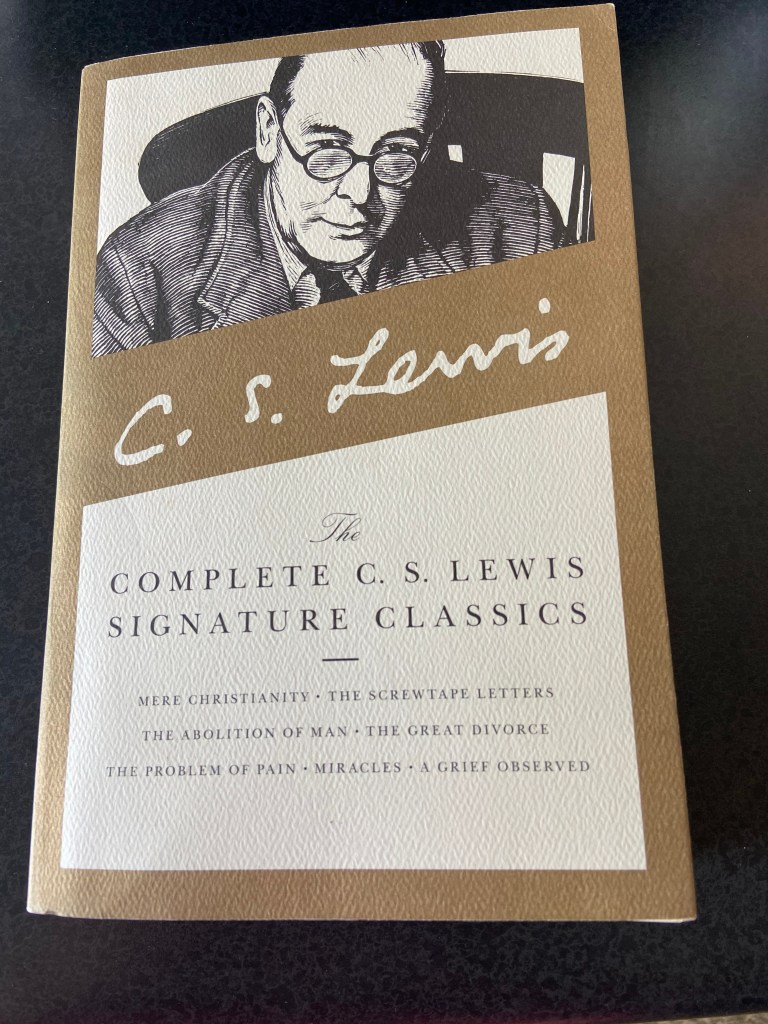 C. S. Lewis
The
COMPLETE C. S. LEWIS
SIGNATURE CLASSICS
MERE CHRISTIANITY · THE SCREWTAPE LETTERS
THE ABOLITION OF MAN · THE GREAT DIVORCE
THE PROBLEM OF PAIN · MIRACLES · A GRIEF OBSERVED